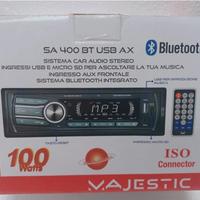 SA 400 BT USB AX
Bluetoot
SISTEMA CAR AUDIO STEREO
INGRESSI USB E MICRO SD PER ASCOLTARE LA TUA MUSICA
INGRESSO AUX FRONTALE
SISTEMA BLUETOOTH INTEGRATO
MP3
100
Watts
ISO
Connector
MAJESTIC